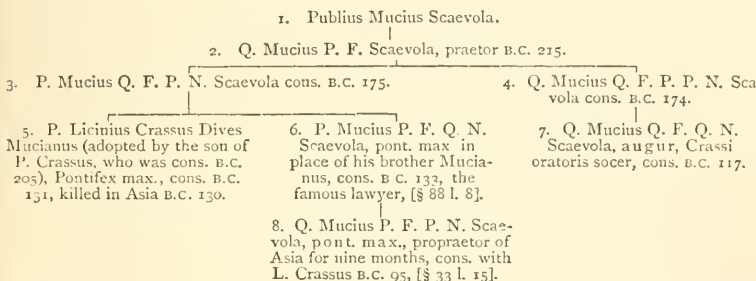 1. Publius Mucius Scaevola.
2. Q. Mucius P. F. Scaevola, praetor B.C. 215.
3. P. Mucius Q. F. P. N. Scaevola cons. B.C. 175.
4. Q. Mucius Q. F. P. P. N. Sca
vola cons. B.C. 174.
5. P. Licinius Crassus Dives
Mucianus (adopted by the son of
P. Crassus, who was cons. B.C.
205), Pontifex max., cons. B.C.
131, killed in Asia B.C. 130.
6. P. Mucius P. F. Q. N.
Scaevola, pont. max in
place of his brother Mucia-
nus, cons. B.C. 133, the
famous lawyer, [§ 88 l. 8].
7. Q. Mucius Q. F. Q. N.
Scaevola, augur, Crassi
oratoris socer, cons. B.C. 117.
8. Q. Mucius P. F. P. N. Scae-
vola, pont. max., propraetor of
Asia for nine months, cons. with
L. Crassus B.C. 95, [§ 33 l. 15].